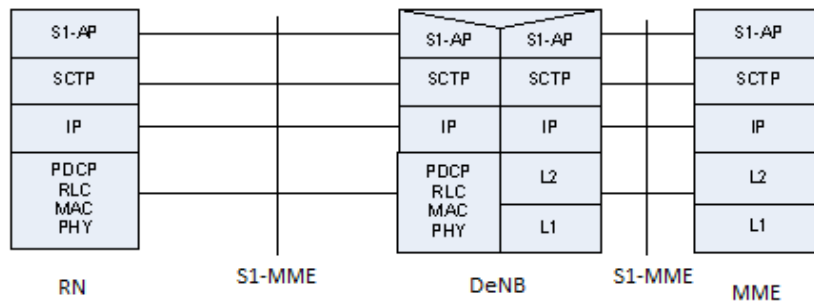 S1-AP
SCTP
IP
PDCP
RLC
MAC
PHY
RN
S1-MME
S1-AP
S1-AP
SCTP
SCTP
IP
IP
PDCP
RLC
MAC
PHY
L2
L1
DeNB
S1-MME
S1-AP
SCTP
IP
L2
L1
MME